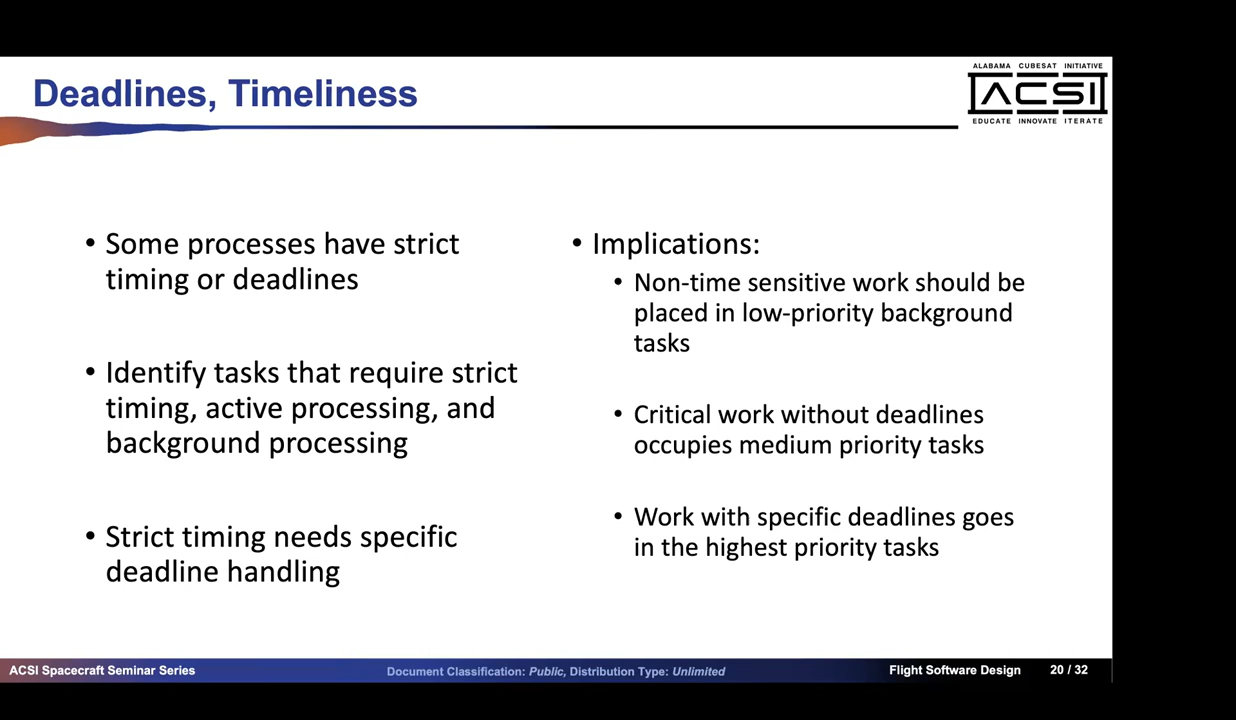 Deadlines, Timeliness
ALABAMA CUBESAT INITIATIVE
ACSI
EDUCATE INNOVATE ITERATE
• Some processes have strict
timing or deadlines
• Identify tasks that require strict
timing, active processing, and
background processing
• Strict timing needs specific
deadline handling
• Implications:
• Non-time sensitive work should be
placed in low-priority background
tasks
• Critical work without deadlines
occupies medium priority tasks
• Work with specific deadlines goes
in the highest priority tasks
ACSI Spacecraft Seminar Series
Document Classification: Public, Distribution Type: Unlimited
Flight Software Design
20 / 32